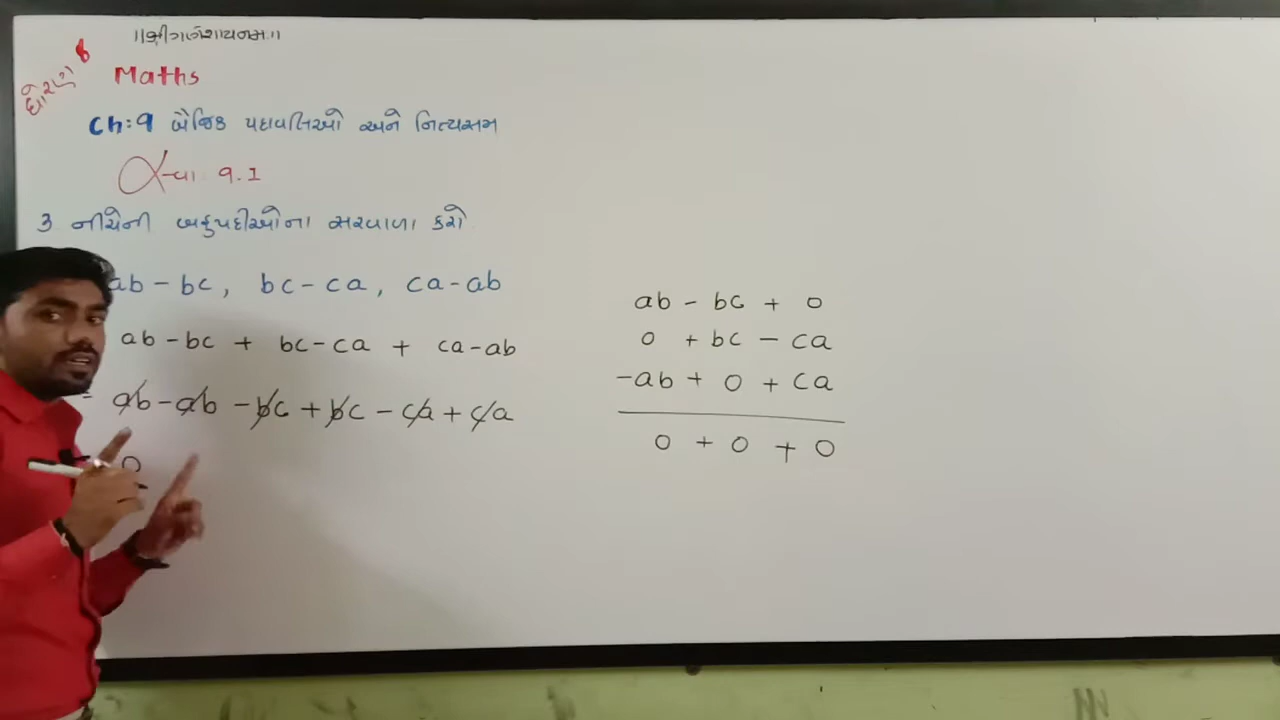 ॥શ્રીગણેશાયનમઃ॥
ધોરણ 8
Maths
Ch:9 બૈજિક પદાવલિઓ અને નિત્યસમ
સ્વા 9.1
3 નીચેની બહુપદીઓના સરવાળા કરો
ab - bc, bc - ca, ca - ab
ab - bc + bc - ca + ca - ab
= ab - ab - bc + bc - ca + ca
0
ab - bc + 0
0 + bc - ca
-ab + 0 + ca
0 + 0 + 0